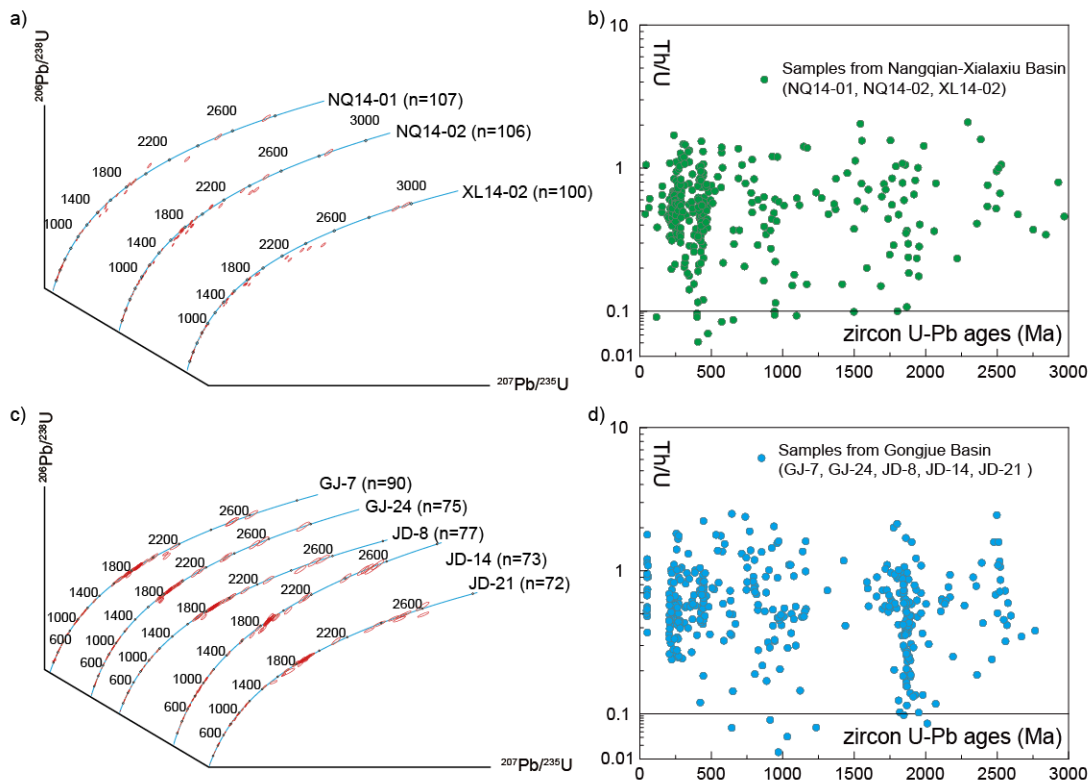 a)
206Pb/238U
NQ14-01 (n=107)
2600
2200
1800
1400
1000
3000
NQ14-02 (n=106)
2600
2200
1800
1400
1000
3000
XL14-02 (n=100)
2600
2200
1800
1400
1000
207Pb/235U
b)
10
1
0.1
0.01
Th/U
Samples from Nangqian-Xialaxiu Basin
(NQ14-01, NQ14-02, XL14-02)
zircon U-Pb ages (Ma)
0 500 1000 1500 2000 2500 3000
c)
206Pb/238U
GJ-7 (n=90)
2600
2200
1800
1400
1000
600
GJ-24 (n=75)
2600
2200
1800
1400
1000
600
JD-8 (n=77)
2600
2200
1800
1400
1000
600
JD-14 (n=73)
2600
2200
1800
1400
1000
600
JD-21 (n=72)
2600
2200
1800
1400
1000
600
207Pb/235U
d)
10
1
0.1
0.01
Th/U
Samples from Gongjue Basin
(GJ-7, GJ-24, JD-8, JD-14, JD-21 )
zircon U-Pb ages (Ma)
0 500 1000 1500 2000 2500 3000